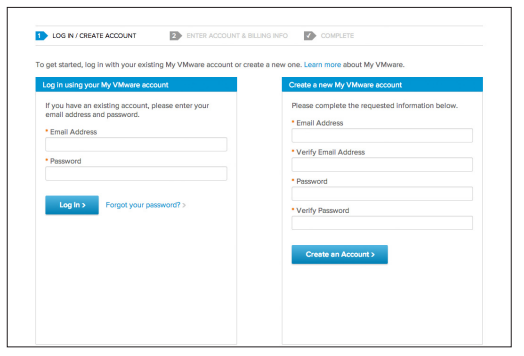 1 LOG IN / CREATE ACCOUNT 2 ENTER ACCOUNT & BILLING INFO ✓ COMPLETE
To get started, log in with your existing My VMware account or create a new one. Learn more about My VMware.
Log in using your My VMware account
If you have an existing account, please enter your
email address and password.
* Email Address
* Password
Log In > Forgot your password? >
Create a new My VMware account
Please complete the requested information below.
* Email Address
* Verify Email Address
* Password
* Verify Password
Create an Account >